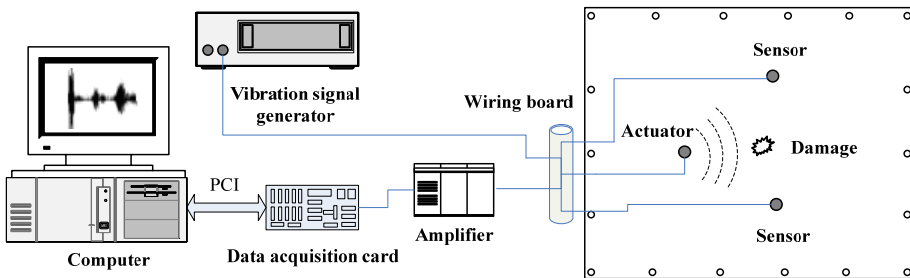 Sensor
Vibration signal
generator
Wiring board
Actuator
Damage
PCI
Data acquisition card
Amplifier
Computer
Sensor